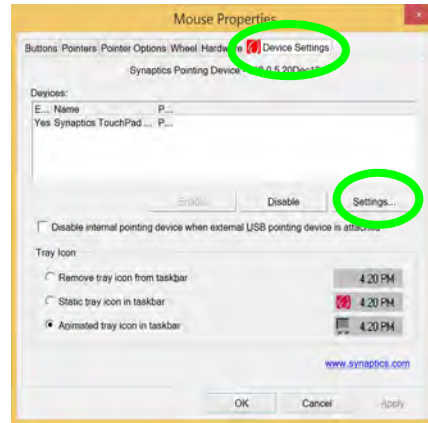 Mouse Properties
Buttons Pointers Pointer Options Wheel Hardware Device Settings
Synaptics Pointing Device
Devices:
E... Name P...
Yes Synaptics TouchPad ... P...
Enable Disable Settings...
Disable internal pointing device when external USB pointing device is attached
Tray Icon
Remove tray icon from taskbar 4:20 PM
Static tray icon in taskbar 4:20 PM
Animated tray icon in taskbar 4:20 PM
www.synaptics.com
OK Cancel Apply